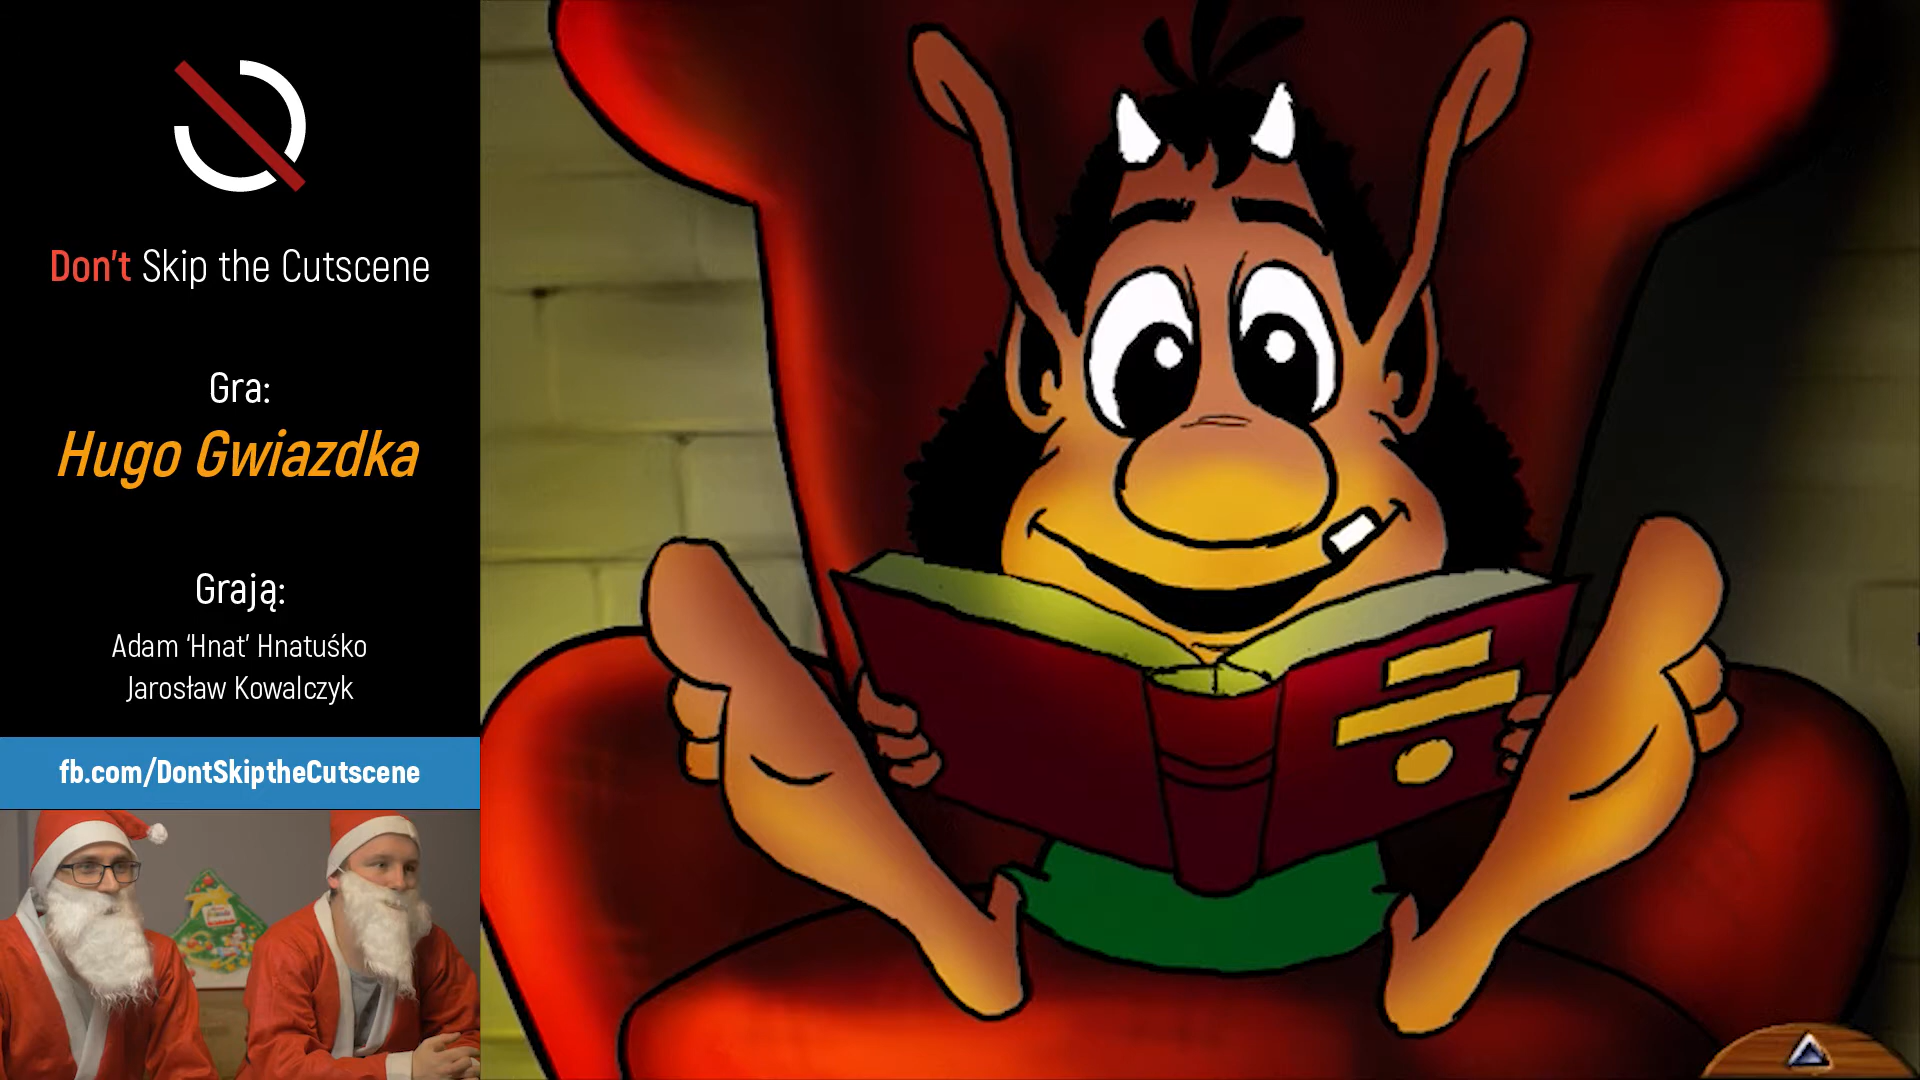 Don't Skip the Cutscene
Gra:
Hugo Gwiazdka
Grają:
Adam ‘Hnat’ Hnatuśko
Jarosław Kowalczyk
fb.com/DontSkiptheCutscene